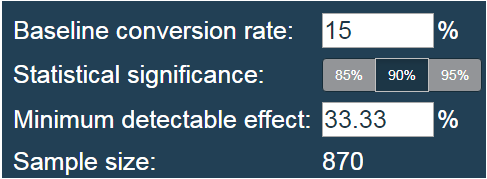 Baseline conversion rate: 15 %
Statistical significance: 85% 90% 95%
Minimum detectable effect: 33.33 %
Sample size: 870